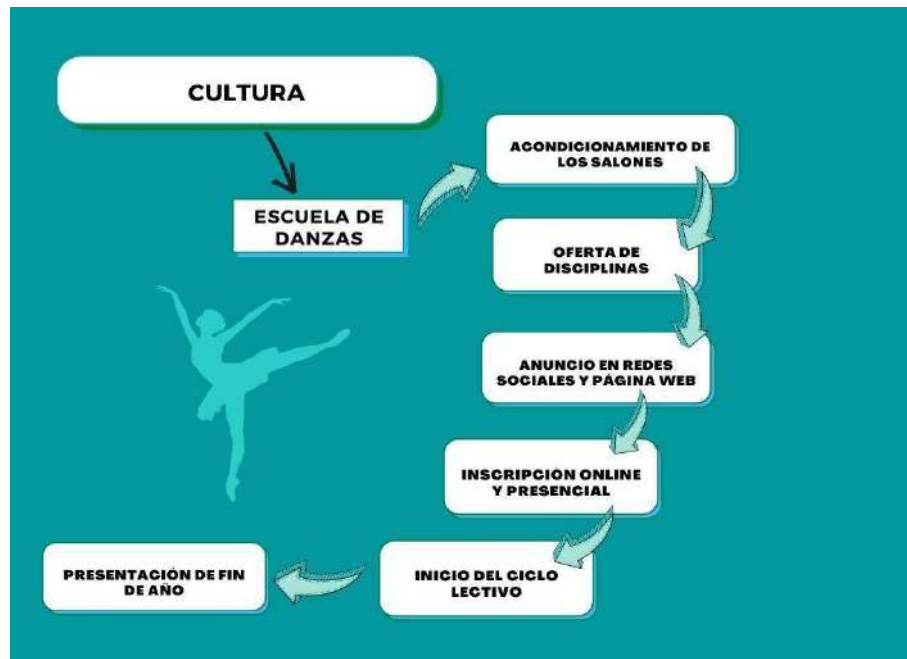 CULTURA
ESCUELA DE
DANZAS
ACONDICIONAMIENTO DE
LOS SALONES
OFERTA DE
DISCIPLINAS
ANUNCIO EN REDES
SOCIALES Y PÁGINA WEB
INSCRIPCIÓN ONLINE
Y PRESENCIAL
INICIO DEL CICLO
LECTIVO
PRESENTACIÓN DE FIN
DE AÑO